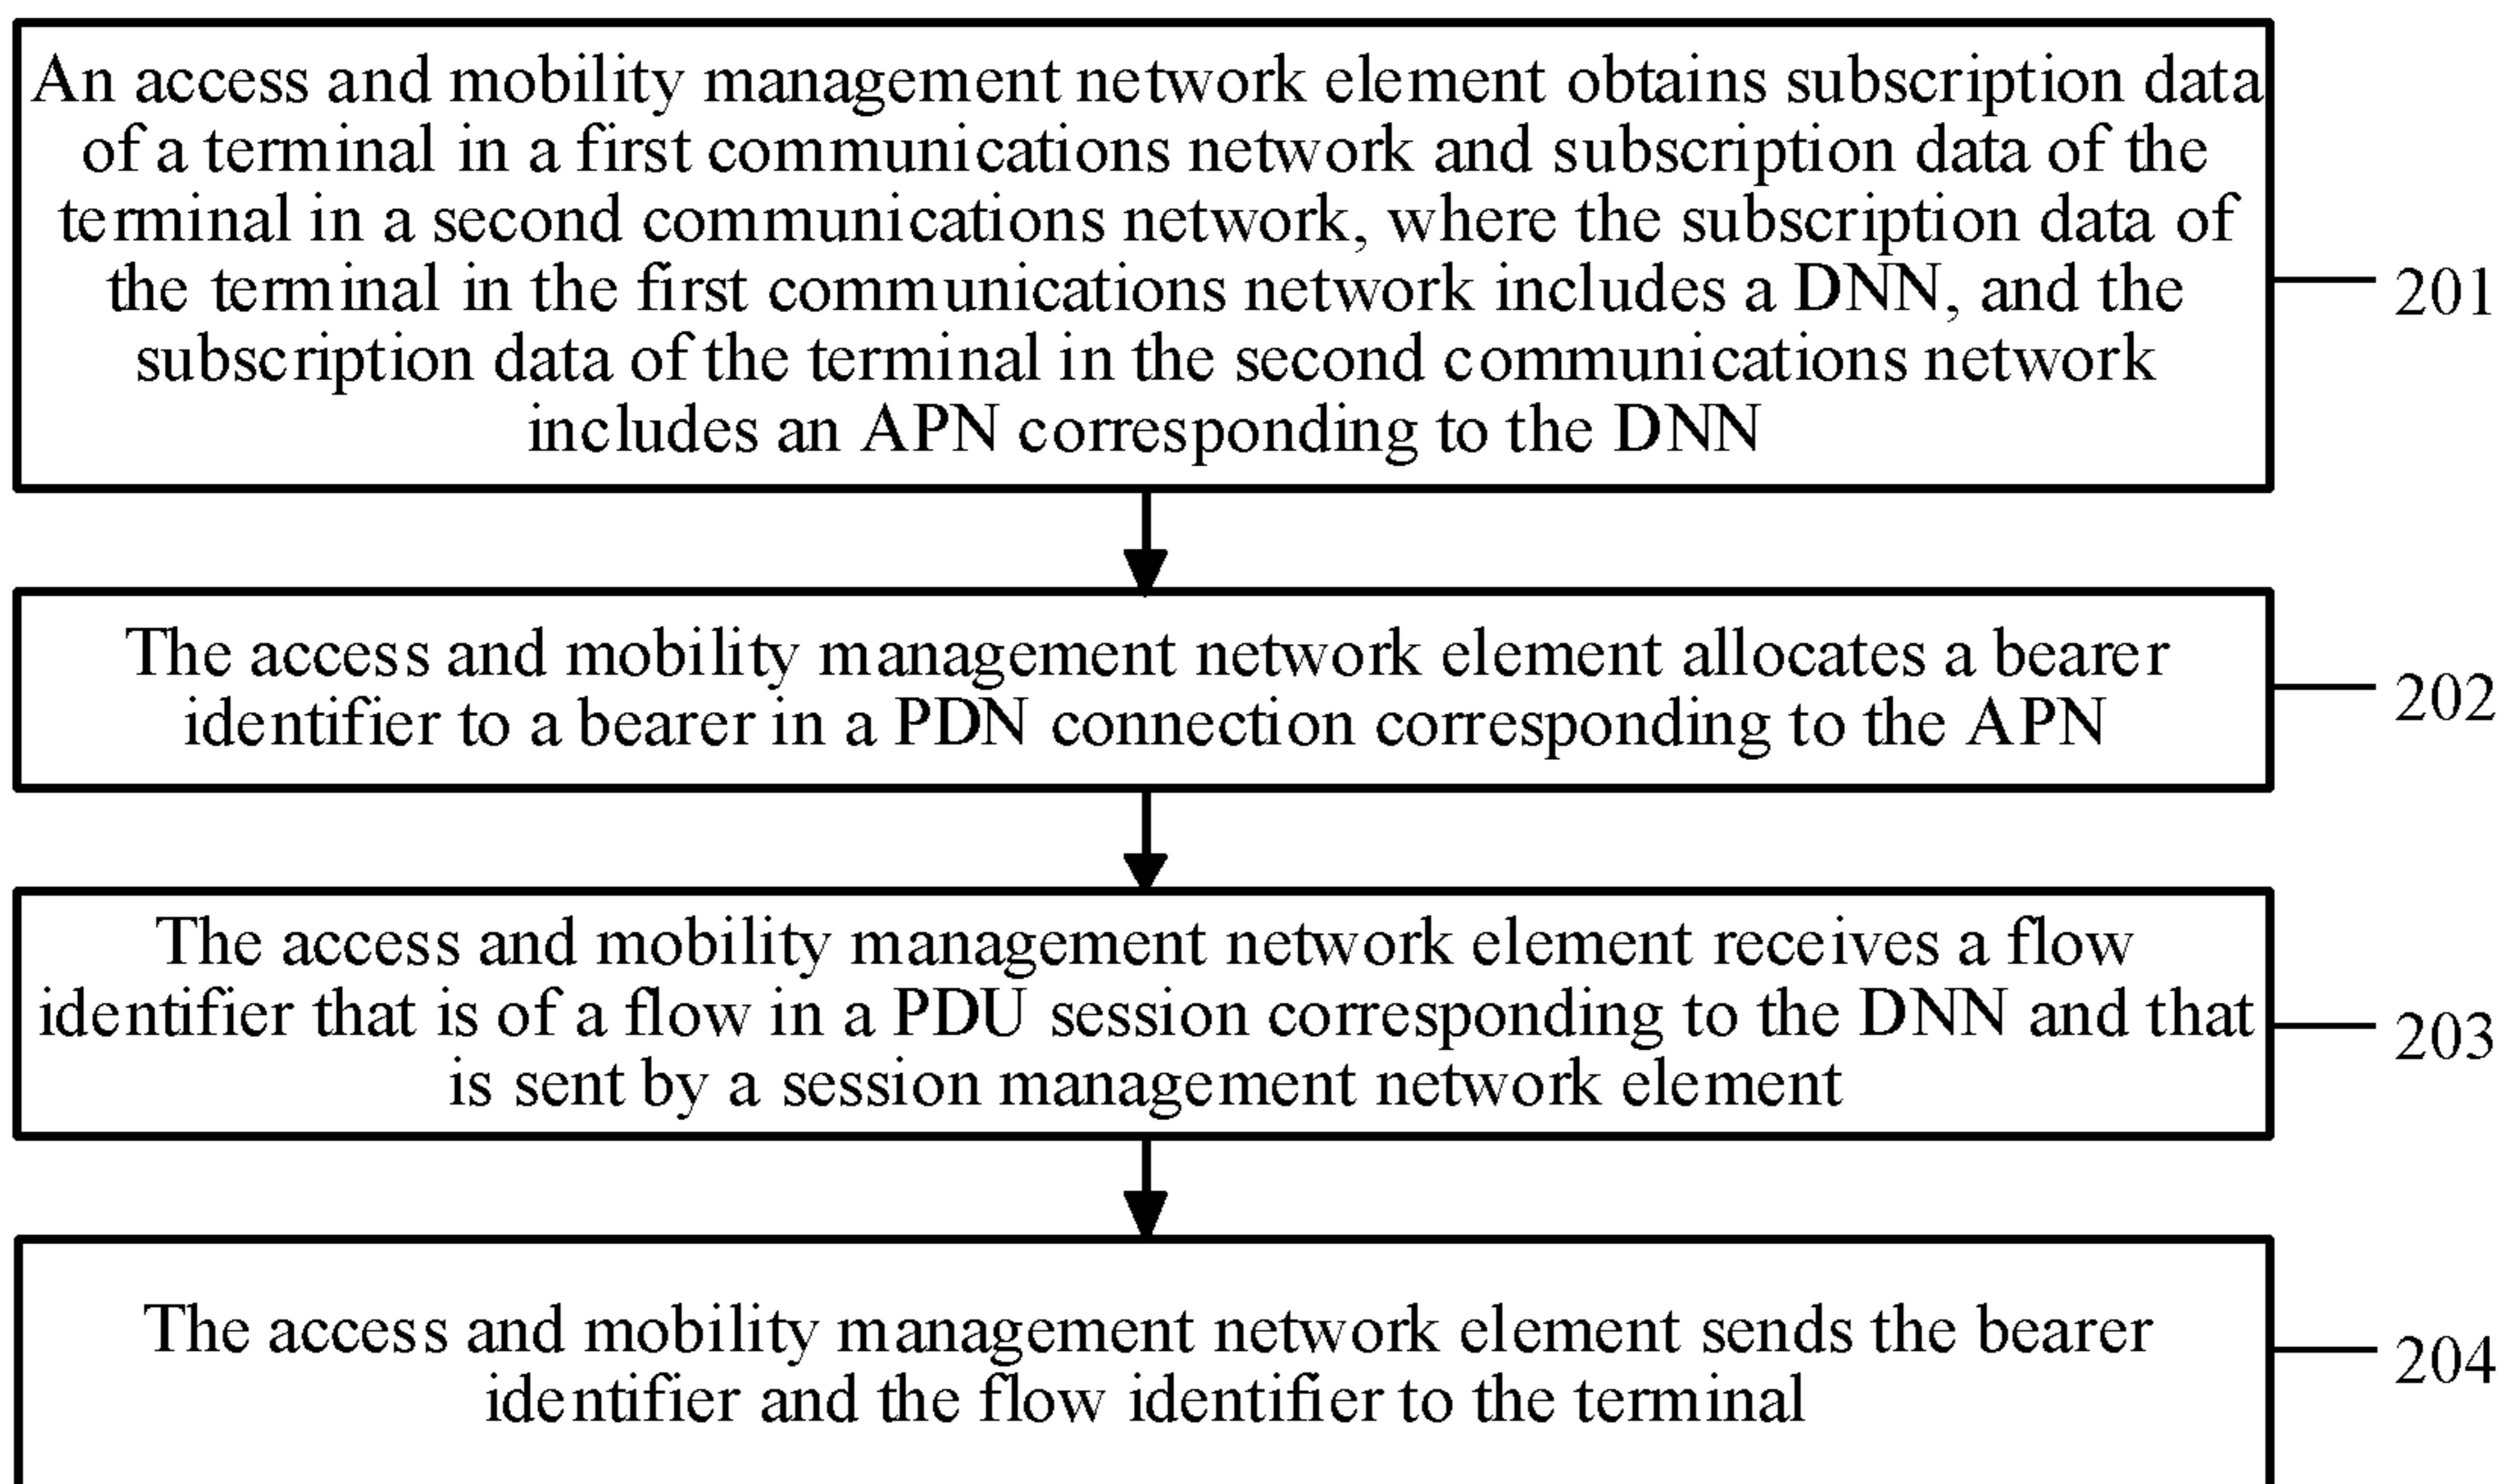 An access and mobility management network element obtains subscription data
of a terminal in a first communications network and subscription data of the
terminal in a second communications network, where the subscription data of
the terminal in the first communications network includes a DNN, and the
subscription data of the terminal in the second communications network
includes an APN corresponding to the DNN
201
The access and mobility management network element allocates a bearer
identifier to a bearer in a PDN connection corresponding to the APN
202
The access and mobility management network element receives a flow
identifier that is of a flow in a PDU session corresponding to the DNN and that
is sent by a session management network element
203
The access and mobility management network element sends the bearer
identifier and the flow identifier to the terminal
204